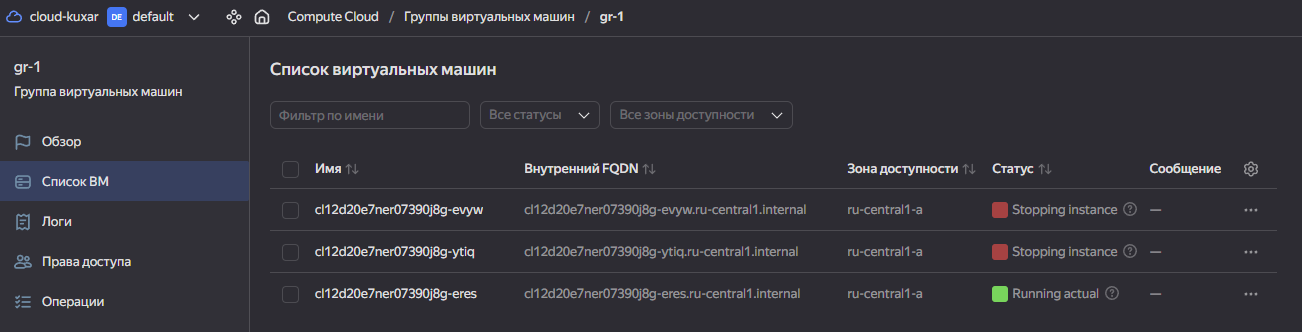 cloud-kuxar DE default Compute Cloud / Группы виртуальных машин / gr-1
gr-1
Группа виртуальных машин
Обзор
Список ВМ
Логи
Права доступа
Операции
Список виртуальных машин
Фильтр по имени Все статусы Все зоны доступности
Имя Внутренний FQDN Зона доступности Статус Сообщение
cl12d20e7ner07390j8g-evyw cl12d20e7ner07390j8g-evyw.ru-central1.internal ru-central1-a Stopping instance —
cl12d20e7ner07390j8g-ytiq cl12d20e7ner07390j8g-ytiq.ru-central1.internal ru-central1-a Stopping instance —
cl12d20e7ner07390j8g-eres cl12d20e7ner07390j8g-eres.ru-central1.internal ru-central1-a Running actual —